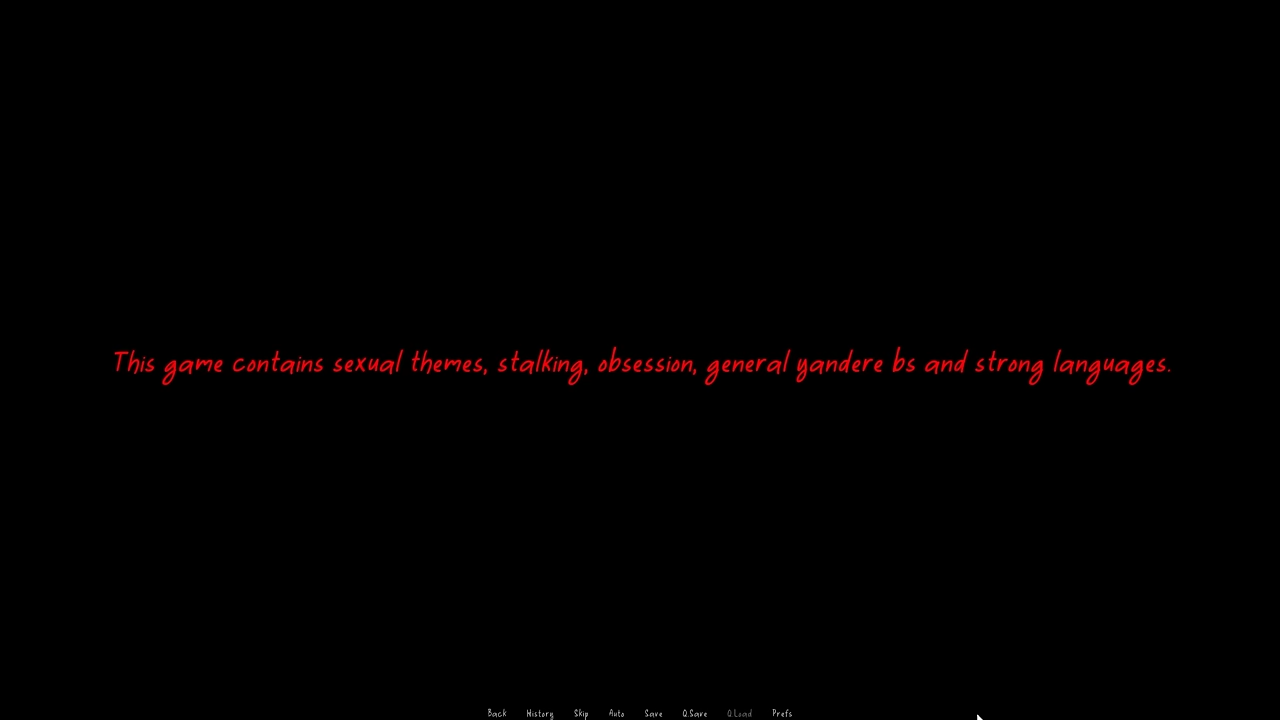 This game contains sexual themes, stalking, obsession, general yandere bs and strong languages.
Back History Skip Auto Save Q.Save Q.Load Prefs